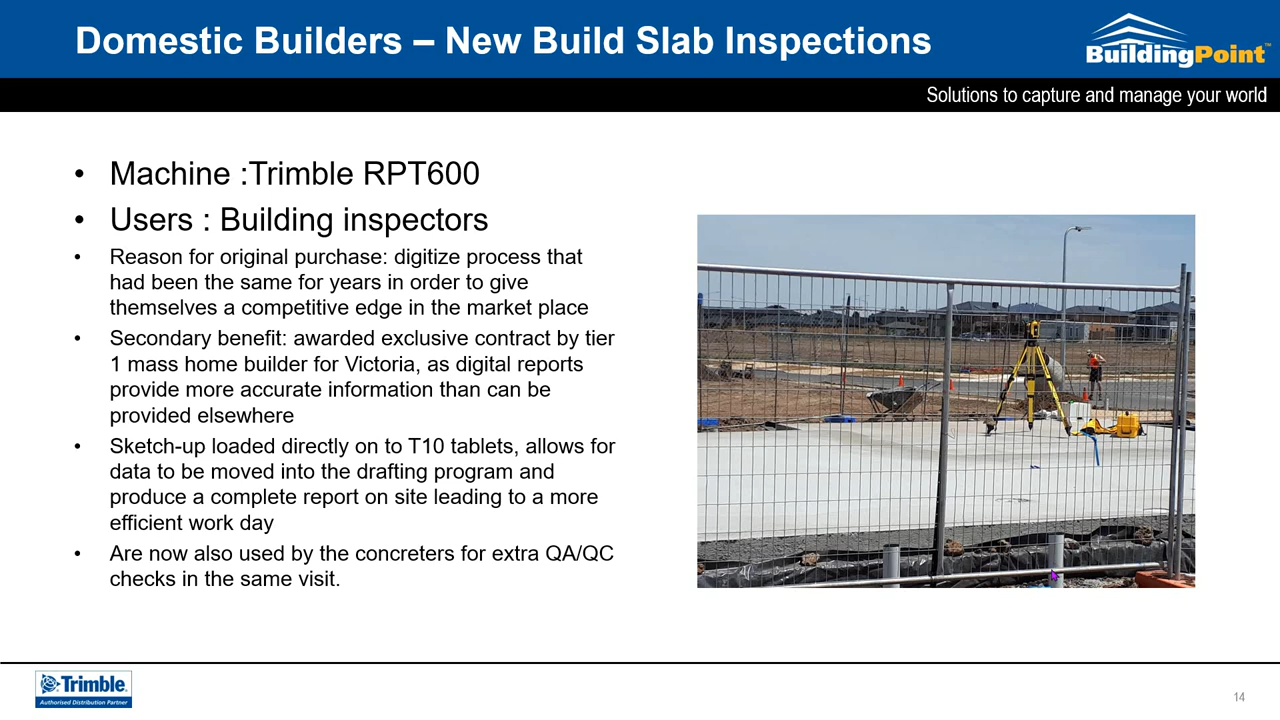 Domestic Builders – New Build Slab Inspections
BuildingPoint™
Solutions to capture and manage your world
• Machine :Trimble RPT600
• Users : Building inspectors
• Reason for original purchase: digitize process that
had been the same for years in order to give
themselves a competitive edge in the market place
• Secondary benefit: awarded exclusive contract by tier
1 mass home builder for Victoria, as digital reports
provide more accurate information than can be
provided elsewhere
• Sketch-up loaded directly on to T10 tablets, allows for
data to be moved into the drafting program and
produce a complete report on site leading to a more
efficient work day
• Are now also used by the concreters for extra QA/QC
checks in the same visit.
Trimble.
Authorised Distribution Partner
14